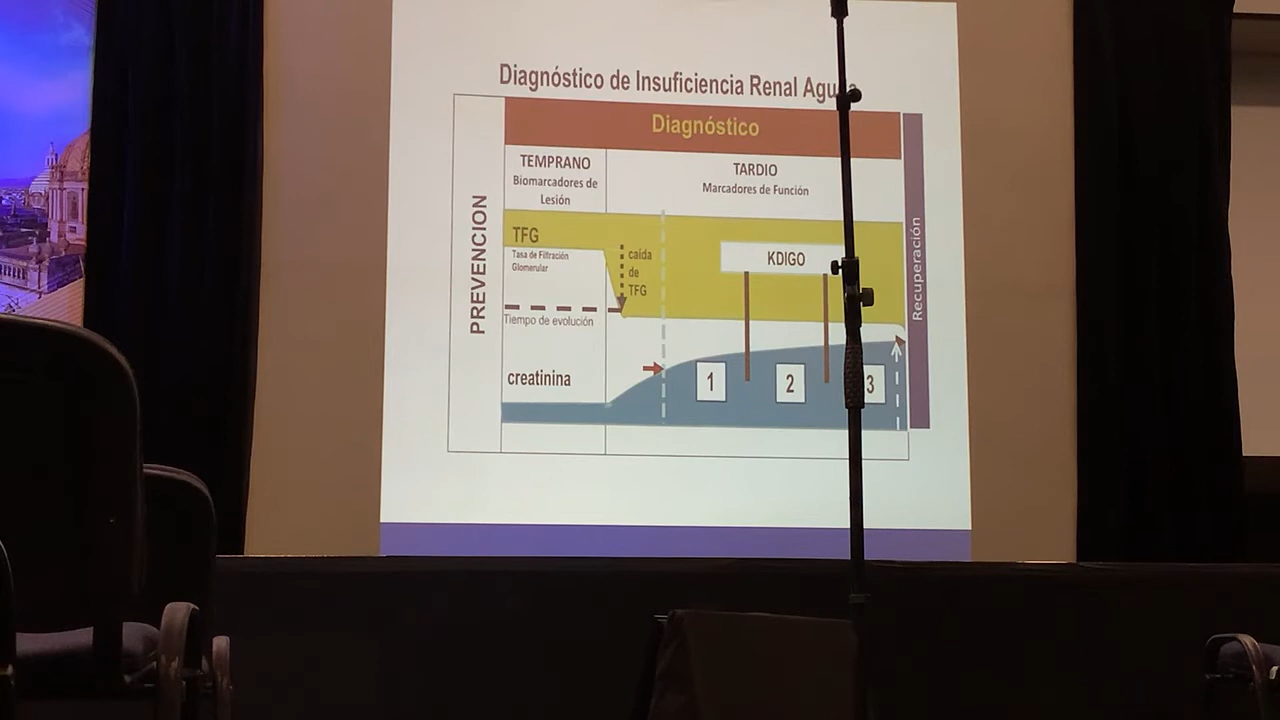 Diagnóstico de Insuficiencia Renal
Diagnóstico
PREVENCION
TEMPRANO
Biomarcadores de
Lesión
TARDIO
Marcadores de Función
TFG
Tasa de Filtración
Glomerular
caída
de
TFG
KDIGO
Tiempo de evolución
creatinina
1
2
3
Recuperación